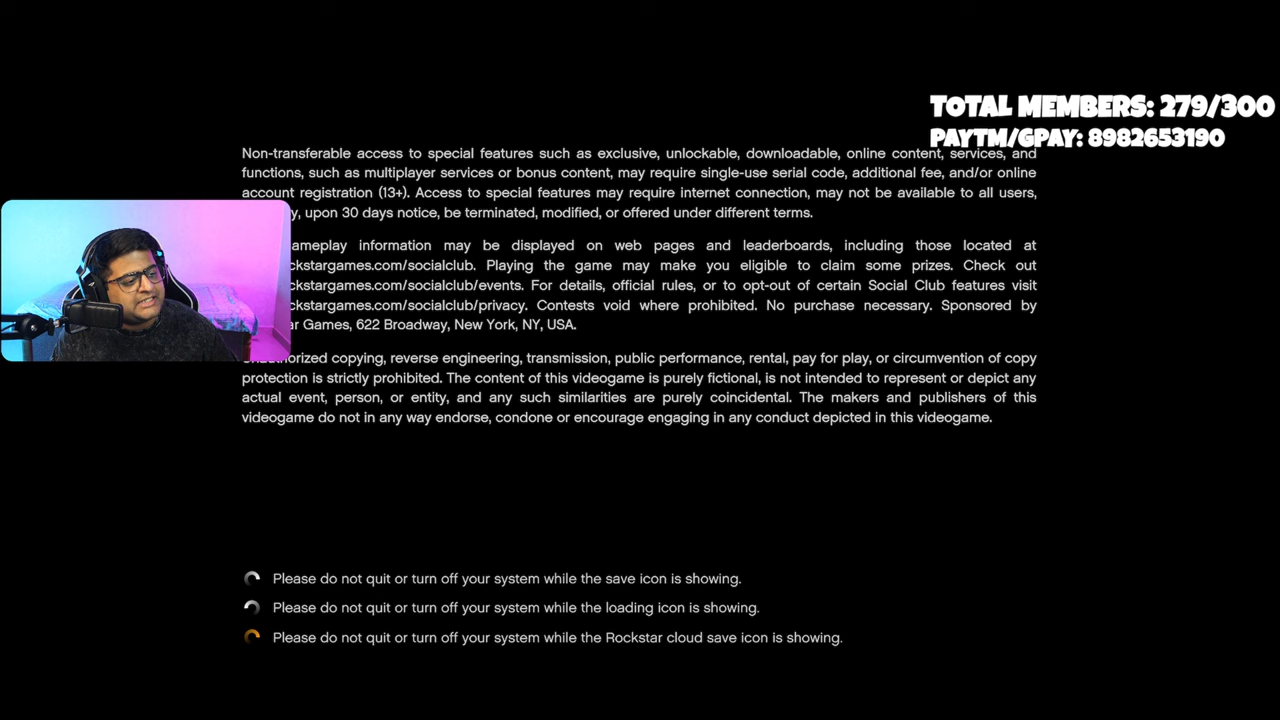 TOTAL MEMBERS: 279/300
PAYTM/GPAY: 8982653190
Non-transferable access to special features such as exclusive, unlockable, downloadable, online content, services, and
functions, such as multiplayer services or bonus content, may require single-use serial code, additional fee, and/or online
account registration (13+). Access to special features may require internet connection, may not be available to all users,
upon 30 days notice, be terminated, modified, or offered under different terms.
gameplay information may be displayed on web pages and leaderboards, including those located at
ckstargames.com/socialclub. Playing the game may make you eligible to claim some prizes. Check out
ckstargames.com/socialclub/events. For details, official rules, or to opt-out of certain Social Club features visit
ckstargames.com/socialclub/privacy. Contests void where prohibited. No purchase necessary. Sponsored by
ar Games, 622 Broadway, New York, NY, USA.
Unauthorized copying, reverse engineering, transmission, public performance, rental, pay for play, or circumvention of copy
protection is strictly prohibited. The content of this videogame is purely fictional, is not intended to represent or depict any
actual event, person, or entity, and any such similarities are purely coincidental. The makers and publishers of this
videogame do not in any way endorse, condone or encourage engaging in any conduct depicted in this videogame.
Please do not quit or turn off your system while the save icon is showing.
Please do not quit or turn off your system while the loading icon is showing.
Please do not quit or turn off your system while the Rockstar cloud save icon is showing.